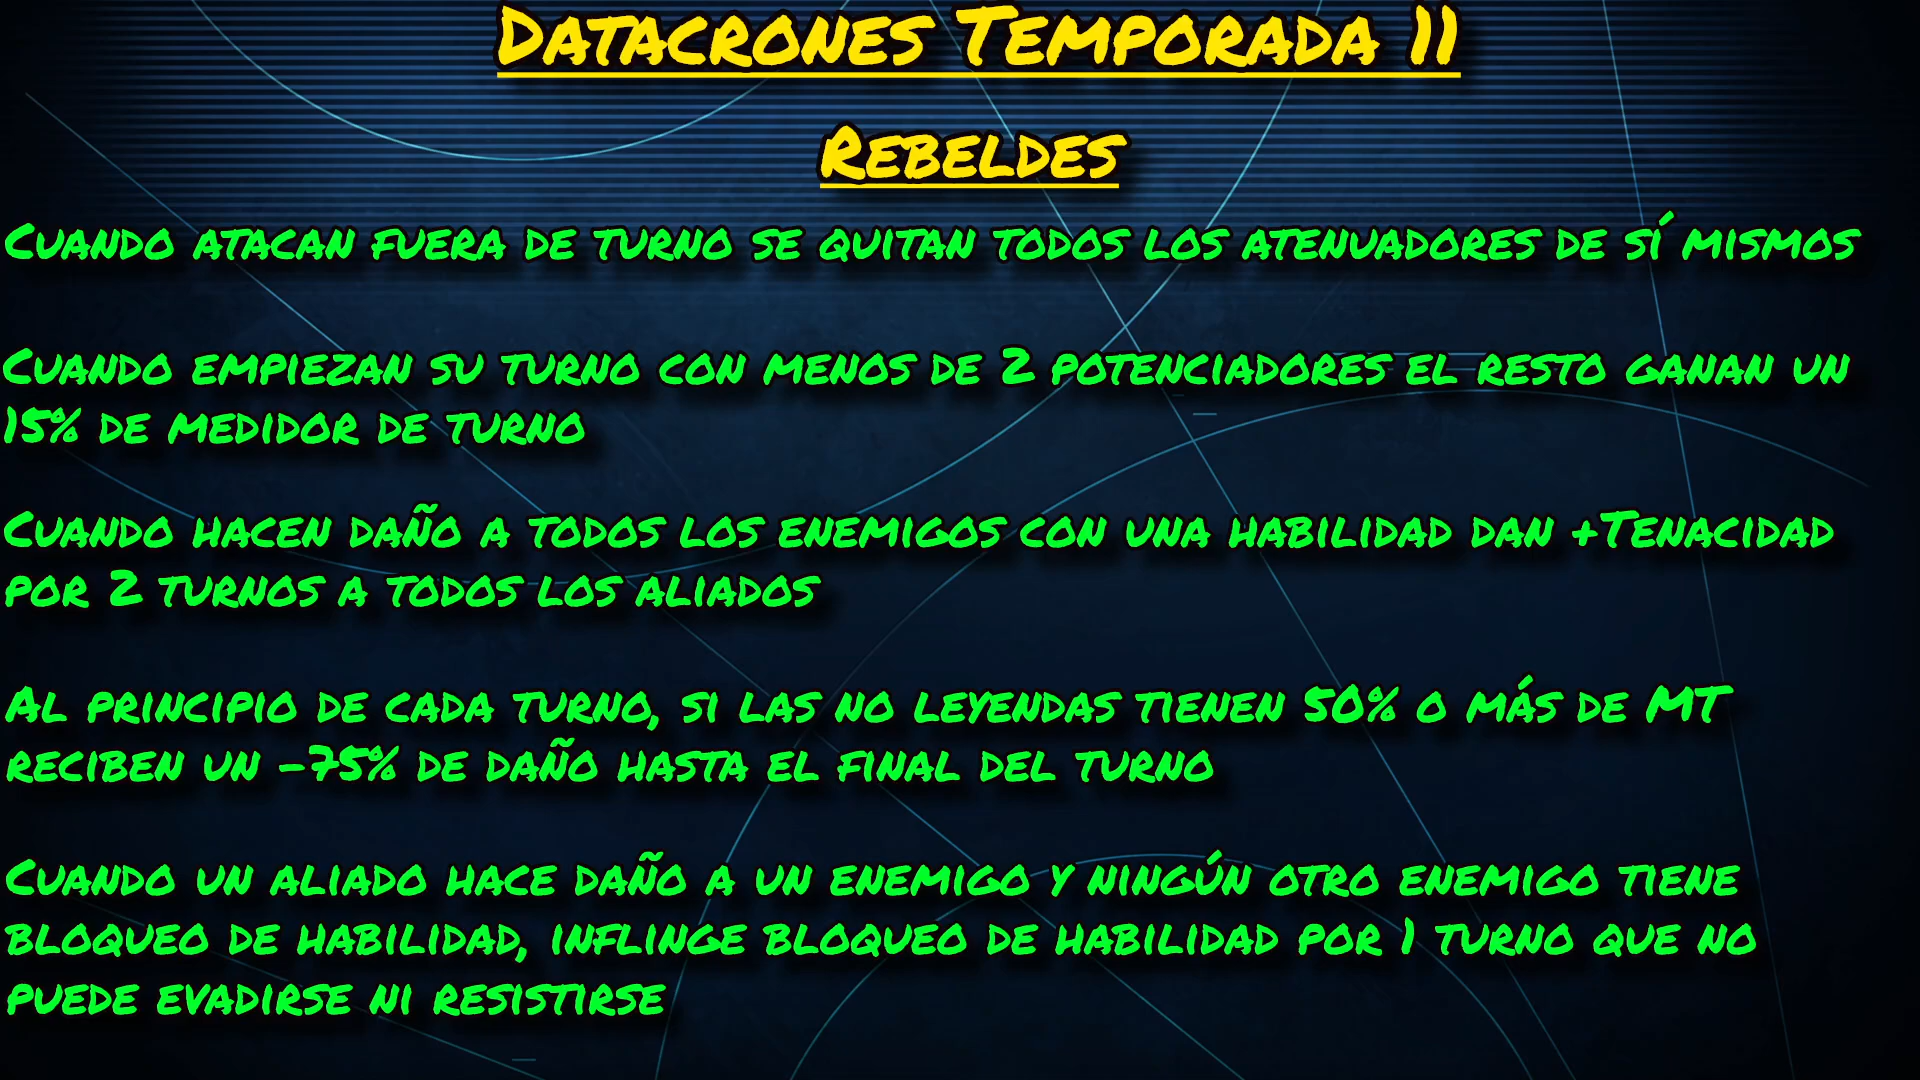 Datacrones Temporada 11
Rebeldes
Cuando atacan fuera de turno se quitan todos los atenuadores de sí mismos
Cuando empiezan su turno con menos de 2 potenciadores el resto ganan un
15% de medidor de turno
Cuando hacen daño a todos los enemigos con una habilidad dan +Tenacidad
por 2 turnos a todos los aliados
Al principio de cada turno, si las no leyendas tienen 50% o más de MT
reciben un -75% de daño hasta el final del turno
Cuando un aliado hace daño a un enemigo y ningún otro enemigo tiene
bloqueo de habilidad, inflinge bloqueo de habilidad por 1 turno que no
puede evadirse ni resistirse